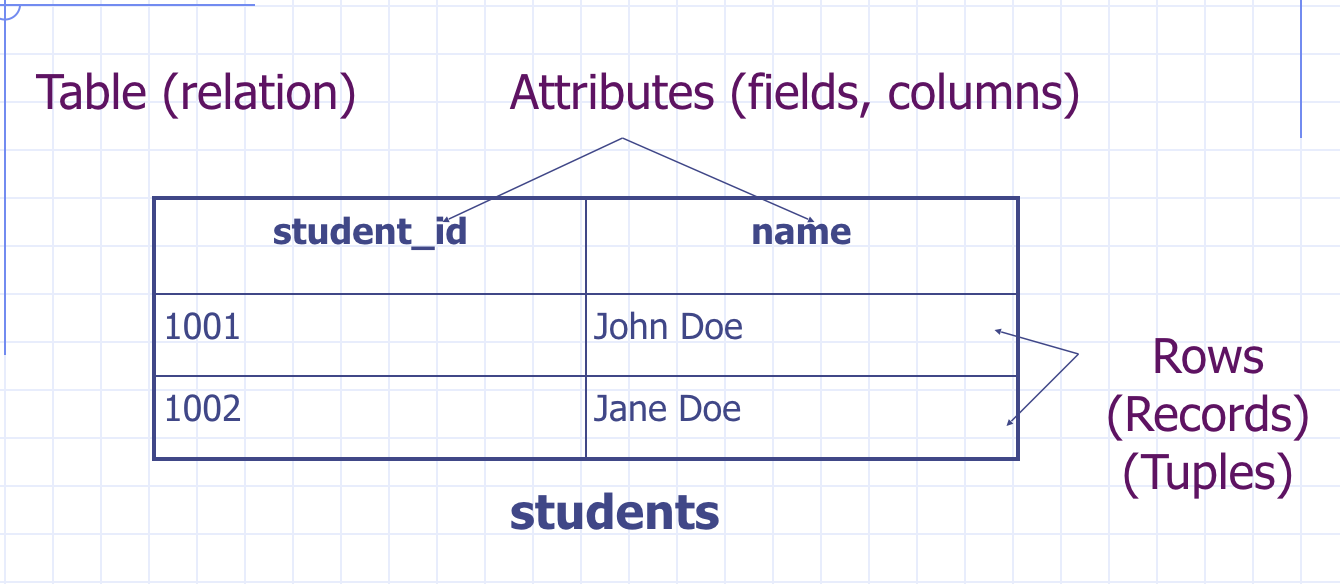 Table (relation)
Attributes (fields, columns)
student_id
name
1001
John Doe
1002
Jane Doe
Rows
(Records)
(Tuples)
students